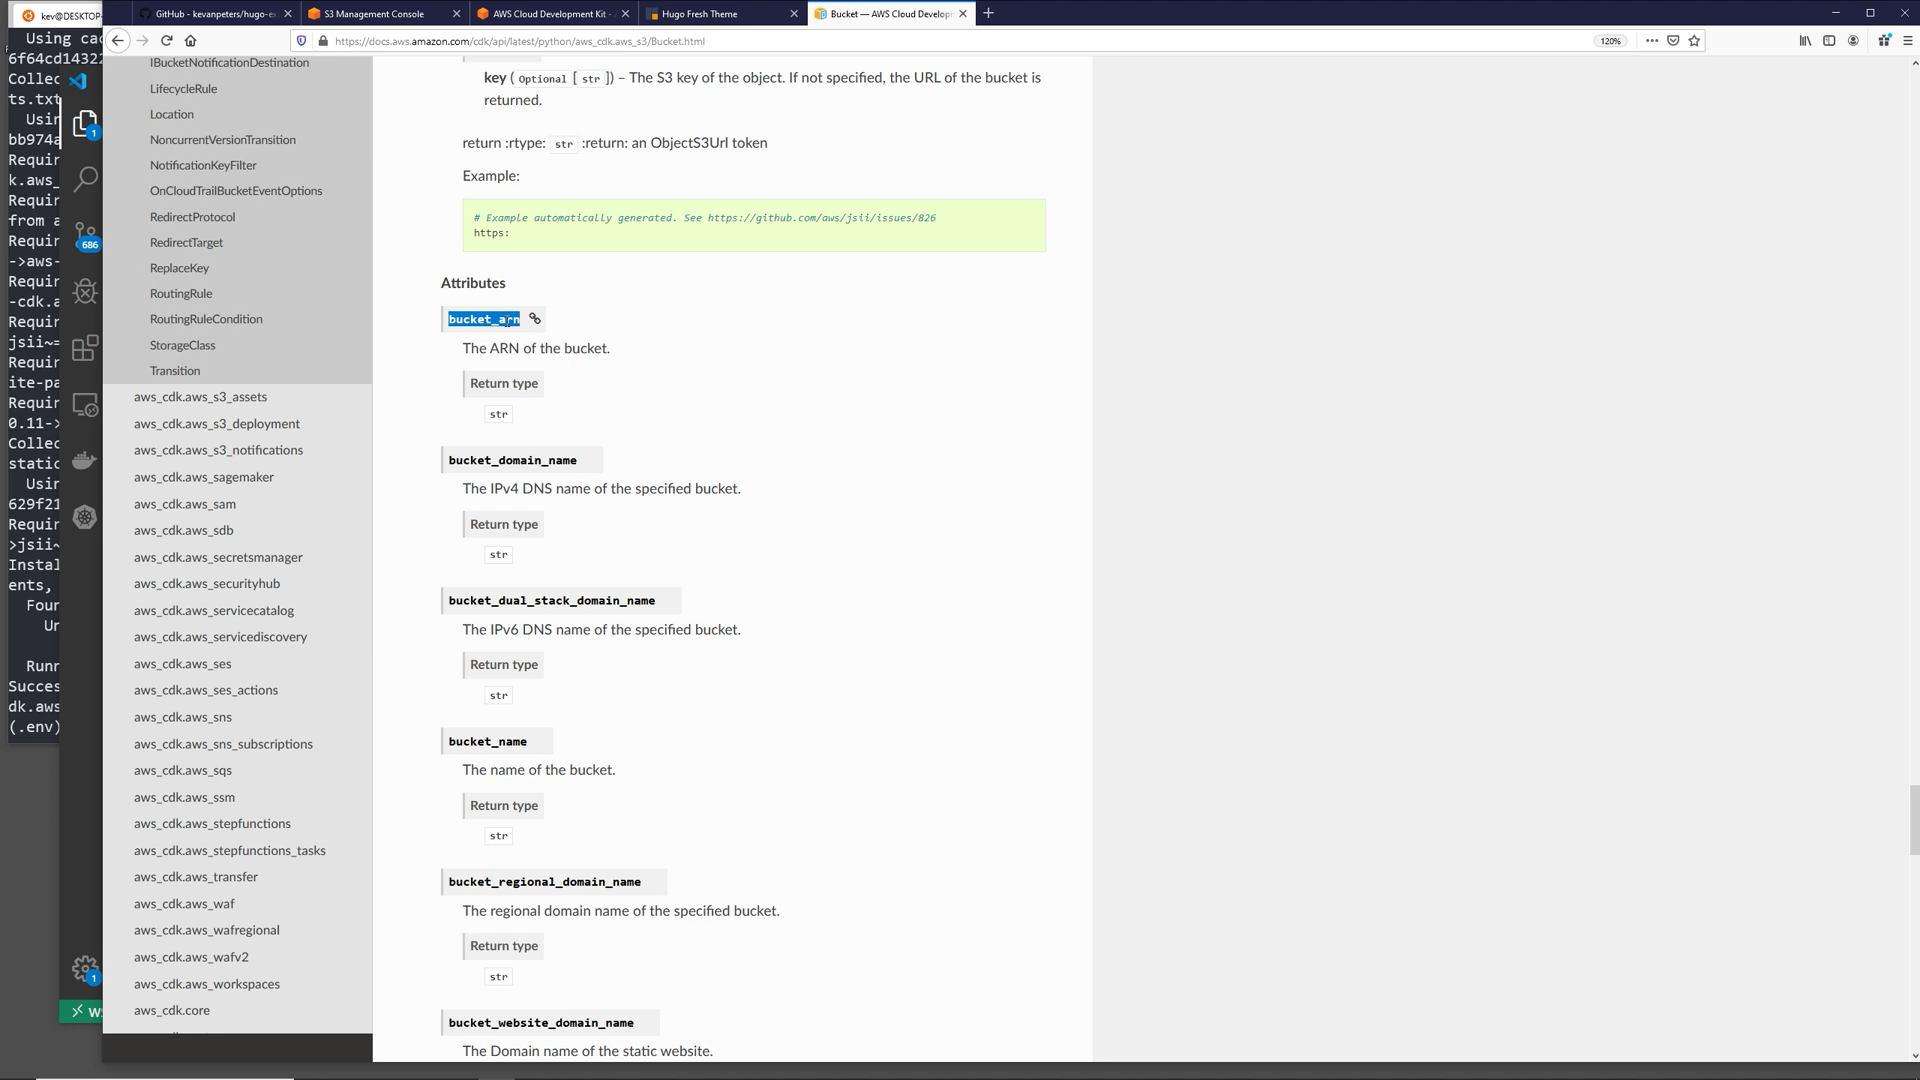 kev@DESKTOP
GitHub - kevanpeters/hugo-e
S3 Management Console
AWS Cloud Development Kit -
Hugo Fresh Theme
Bucket — AWS Cloud Develop
https://docs.aws.amazon.com/cdk/api/latest/python/aws_cdk.aws_s3/Bucket.html
120%
Using cac
6f64cd14322
Collec
ts.txt
Usin
bb974a
Requir
k.aws_
Requir
from a
Requir
->aws-
Requir
-cdk.a
Requir
jsii~=
Requir
ite-pa
Requir
0.11->
Collec
static
Usin
629f21
Requir
>jsii~
Instal
ents,
Four
Ur
Runn
Succes
dk.aws
(.env)
1
686
1
W
IBucketNotificationDestination
LifecycleRule
Location
NoncurrentVersionTransition
NotificationKeyFilter
OnCloudTrailBucketEventOptions
RedirectProtocol
RedirectTarget
ReplaceKey
RoutingRule
RoutingRuleCondition
StorageClass
Transition
aws_cdk.aws_s3_assets
aws_cdk.aws_s3_deployment
aws_cdk.aws_s3_notifications
aws_cdk.aws_sagemaker
aws_cdk.aws_sam
aws_cdk.aws_sdb
aws_cdk.aws_secretsmanager
aws_cdk.aws_securityhub
aws_cdk.aws_servicecatalog
aws_cdk.aws_servicediscovery
aws_cdk.aws_ses
aws_cdk.aws_ses_actions
aws_cdk.aws_sns
aws_cdk.aws_sns_subscriptions
aws_cdk.aws_sqs
aws_cdk.aws_ssm
aws_cdk.aws_stepfunctions
aws_cdk.aws_stepfunctions_tasks
aws_cdk.aws_transfer
aws_cdk.aws_waf
aws_cdk.aws_wafregional
aws_cdk.aws_wafv2
aws_cdk.aws_workspaces
aws_cdk.core
key ( Optional [ str ]) – The S3 key of the object. If not specified, the URL of the bucket is
returned.
return :rtype: str :return: an ObjectS3Url token
Example:
# Example automatically generated. See https://github.com/aws/jsii/issues/826
https:
Attributes
bucket_arn
The ARN of the bucket.
Return type
str
bucket_domain_name
The IPv4 DNS name of the specified bucket.
Return type
str
bucket_dual_stack_domain_name
The IPv6 DNS name of the specified bucket.
Return type
str
bucket_name
The name of the bucket.
Return type
str
bucket_regional_domain_name
The regional domain name of the specified bucket.
Return type
str
bucket_website_domain_name
The Domain name of the static website.